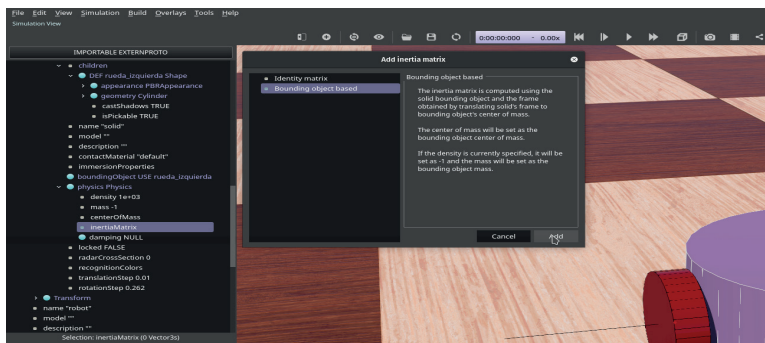 File Edit View Simulation Build Overlays Tools Help
Simulation View
0:00:00:000 - 0.00x
IMPORTABLE EXTERNPROTO
children
DEF rueda_izquierda Shape
appearance PBRAppearance
geometry Cylinder
castShadows TRUE
isPickable TRUE
name "solid"
model ""
description ""
contactMaterial "default"
immersionProperties
boundingObject USE rueda_izquierda
physics Physics
density 1e+03
mass -1
centerOfMass
inertiaMatrix
damping NULL
locked FALSE
radarCrossSection 0
recognitionColors
translationStep 0.01
rotationStep 0.262
Transform
name "robot"
model ""
description ""
Selection: inertiaMatrix (0 Vector3s)
Add inertia matrix
Identity matrix
Bounding object based
Bounding object based
The inertia matrix is computed using the
solid bounding object and the frame
obtained by translating solid's frame to
bounding object's center of mass.
The center of mass will be set as the
bounding object center of mass.
If the density is currently specified, it will be
set as -1 and the mass will be set as the
bounding object mass.
Cancel Add